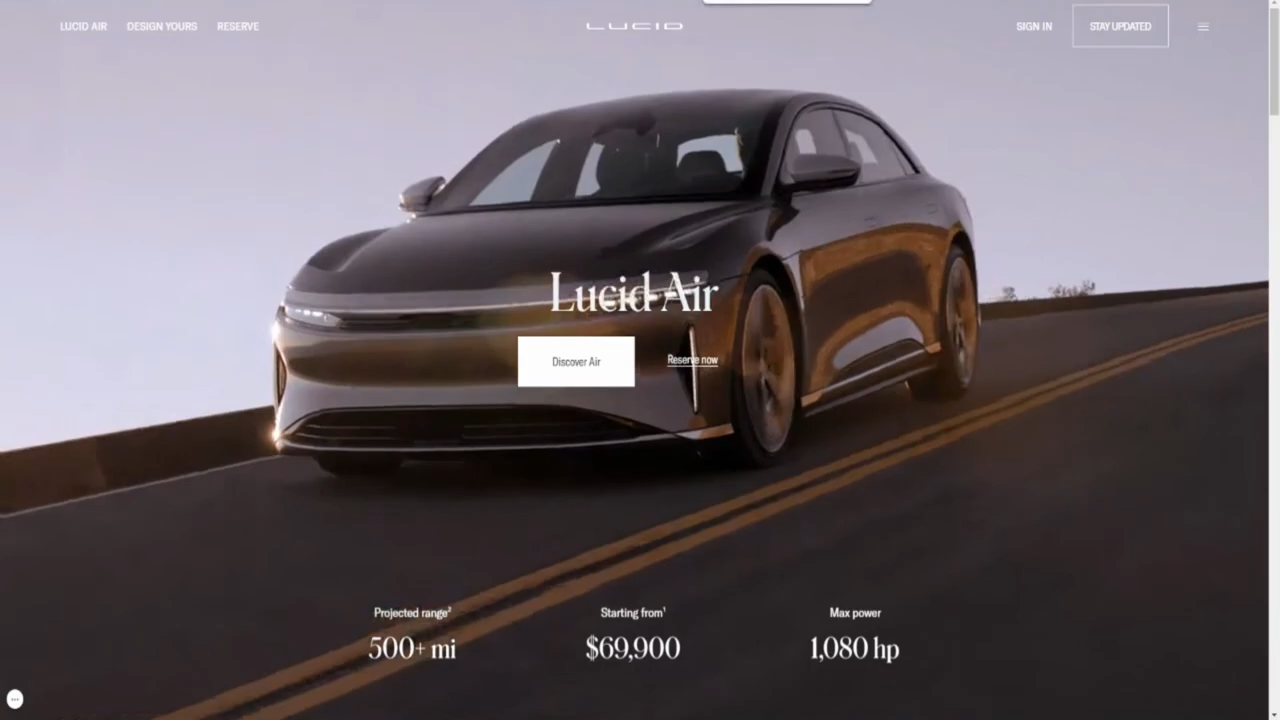 LUCID AIR DESIGN YOURS RESERVE LUCID SIGN IN STAY UPDATED
Lucid Air
Discover Air Reserve now
Projected range² Starting from¹ Max power
500+ mi $69,900 1,080 hp